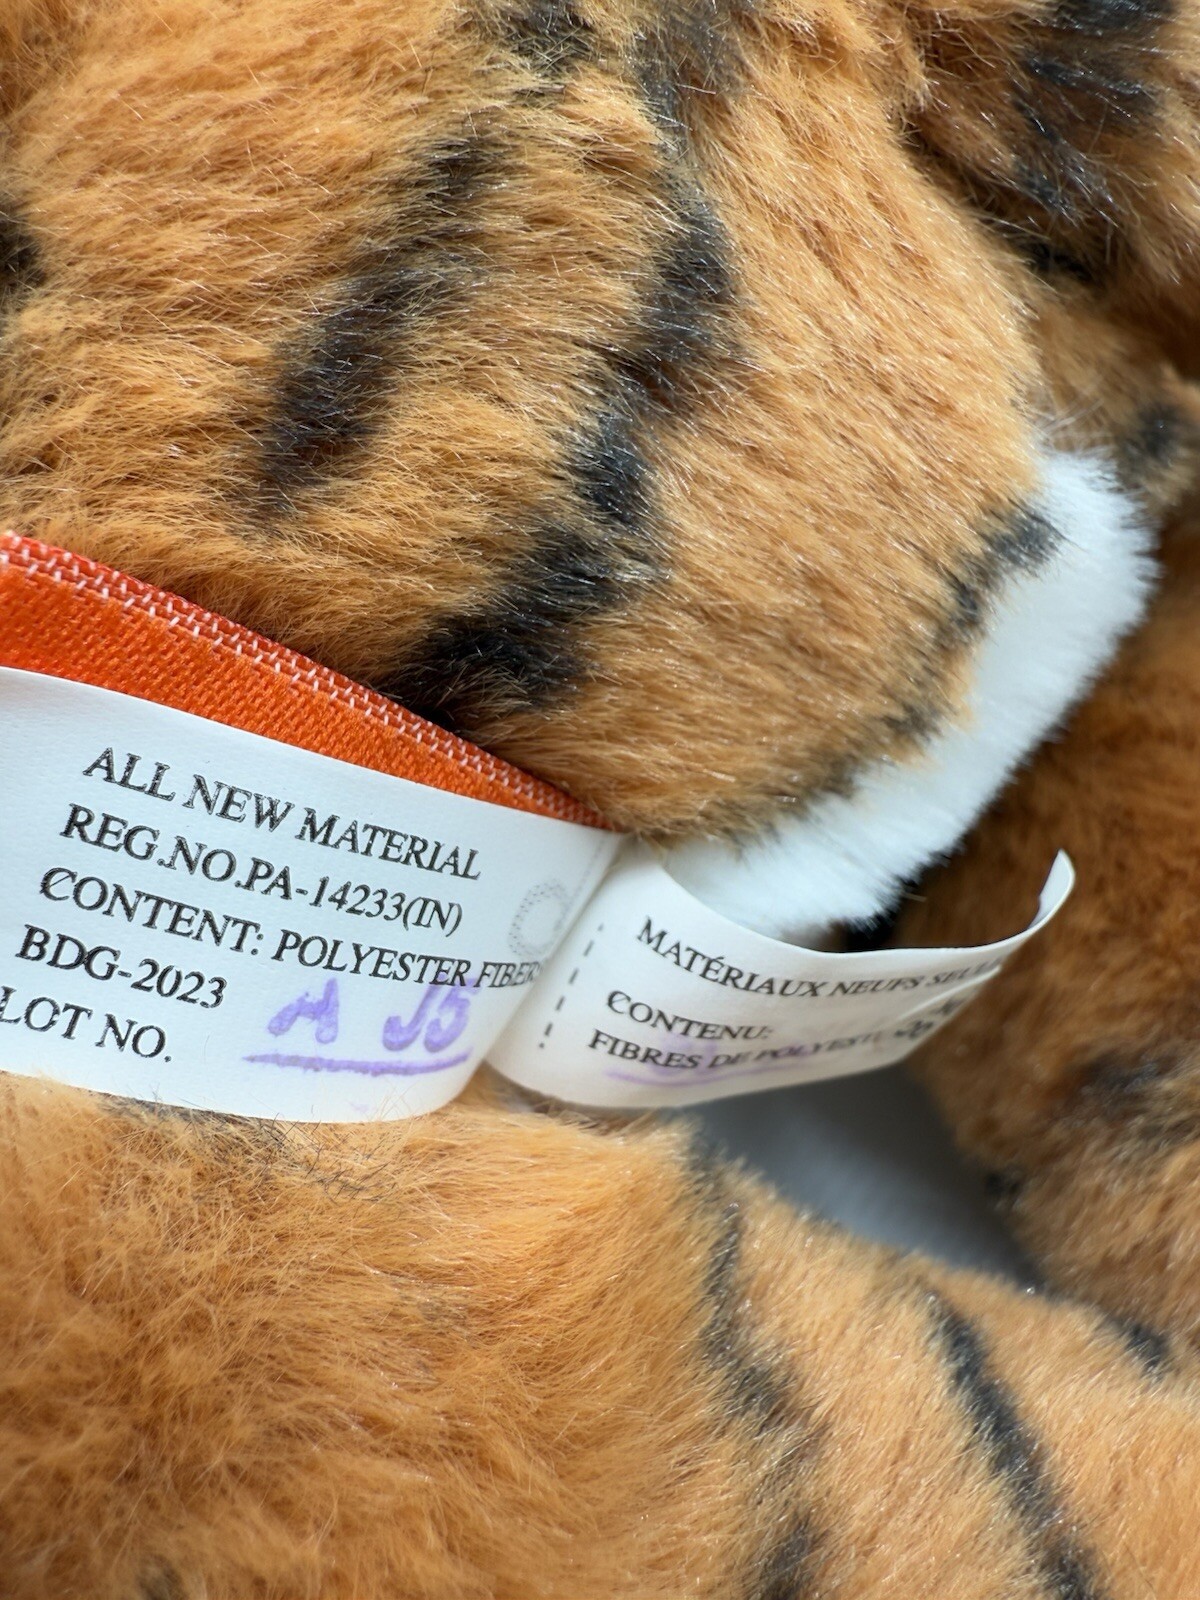 ALL NEW MATERIAL
REG.NO.PA-14233(IN)
CONTENT: POLYESTER FIBER
BDG-2023
LOT NO. A J5
MATÉRIAUX NEUFS
CONTENU:
FIBRES DE